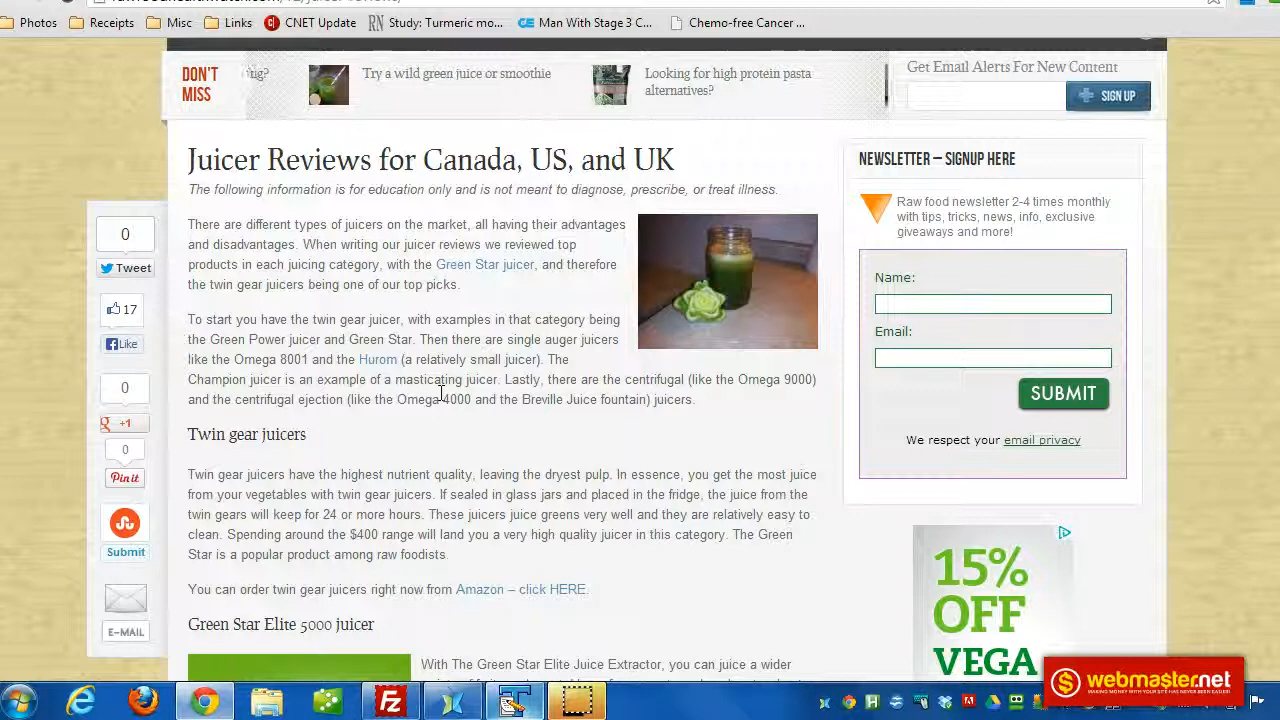 Posts
Receipts
Misc
Links
CNET Update
Study: Turmeric mo...
Man With Stage 3 C...
Chemo-free Cancer ...
DON'T MISS
ug?
Try a wild green juice or smoothie
Looking for high protein pasta
alternatives?
Get Email Alerts For New Content
SIGN UP
Juicer Reviews for Canada, US, and UK
The following information is for education only and is not meant to diagnose, prescribe, or treat illness.
There are different types of juicers on the market, all having their advantages
and disadvantages. When writing our juicer reviews we reviewed top
products in each juicing category, with the Green Star juicer, and therefore
the twin gear juicers being one of our top picks.
To start you have the twin gear juicer, with examples in that category being
the Green Power juicer and Green Star. Then there are single auger juicers
like the Omega 8001 and the Hurom (a relatively small juicer). The
Champion juicer is an example of a masticating juicer. Lastly, there are the centrifugal (like the Omega 9000)
and the centrifugal ejection (like the Omega 4000 and the Breville Juice fountain) juicers.
Twin gear juicers
Twin gear juicers have the highest nutrient quality, leaving the dryest pulp. In essence, you get the most juice
from your vegetables with twin gear juicers. If sealed in glass jars and placed in the fridge, the juice from the
twin gears will keep for 24 or more hours. These juicers juice greens very well and they are relatively easy to
clean. Spending around the $400 range will land you a very high quality juicer in this category. The Green
Star is a popular product among raw foodists.
You can order twin gear juicers right now from Amazon – click HERE.
Green Star Elite 5000 juicer
With The Green Star Elite Juice Extractor, you can juice a wider
0
Tweet
17
Like
0
+1
0
Pin it
Submit
E-MAIL
NEWSLETTER – SIGNUP HERE
Raw food newsletter 2-4 times monthly
with tips, tricks, news, info, exclusive
giveaways and more!
Name:
Email:
SUBMIT
We respect your email privacy
15%
OFF
VEGA
webmaster.net
MAKING MONEY WITH YOUR SITE HAS NEVER BEEN EASIER!